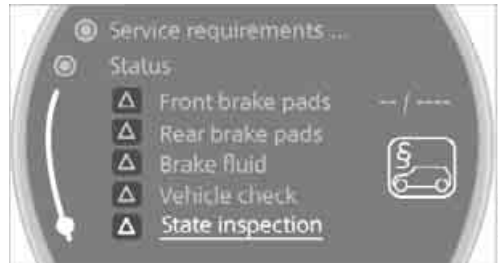 Service requirements ...
Status
Front brake pads --/----
Rear brake pads
Brake fluid
§
Vehicle check
State inspection